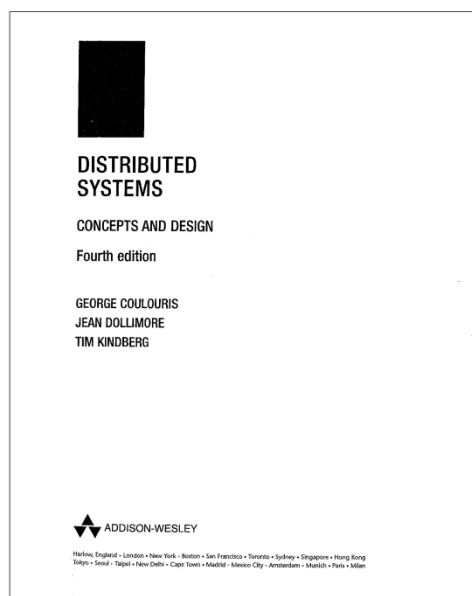 DISTRIBUTED
SYSTEMS
CONCEPTS AND DESIGN
Fourth edition
GEORGE COULOURIS
JEAN DOLLIMORE
TIM KINDBERG
ADDISON-WESLEY
Harlow, England • London • New York • Boston • San Francisco • Toronto • Sydney • Singapore • Hong Kong
Tokyo • Seoul • Taipei • New Delhi • Cape Town • Madrid • Mexico City • Amsterdam • Munich • Paris • Milan